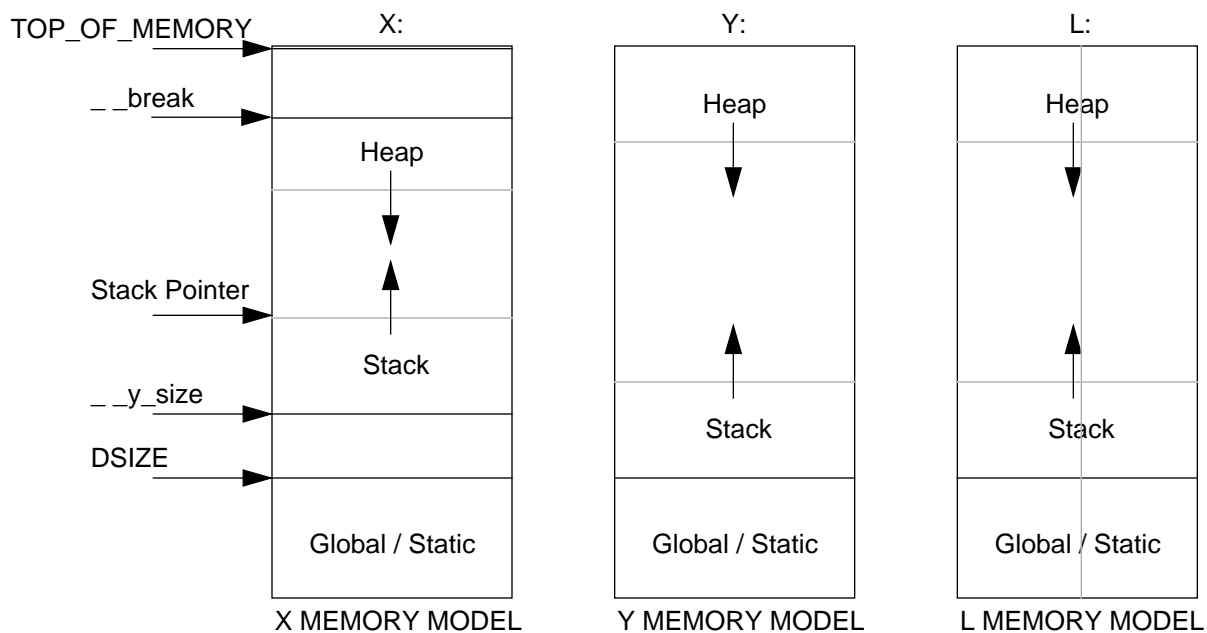 X: Y: L:
TOP_OF_MEMORY
_ _break
Heap Heap
Heap
Stack Pointer
Stack
_ _y_size
Stack Stack
DSIZE
Global / Static Global / Static Global / Static
X MEMORY MODEL Y MEMORY MODEL L MEMORY MODEL